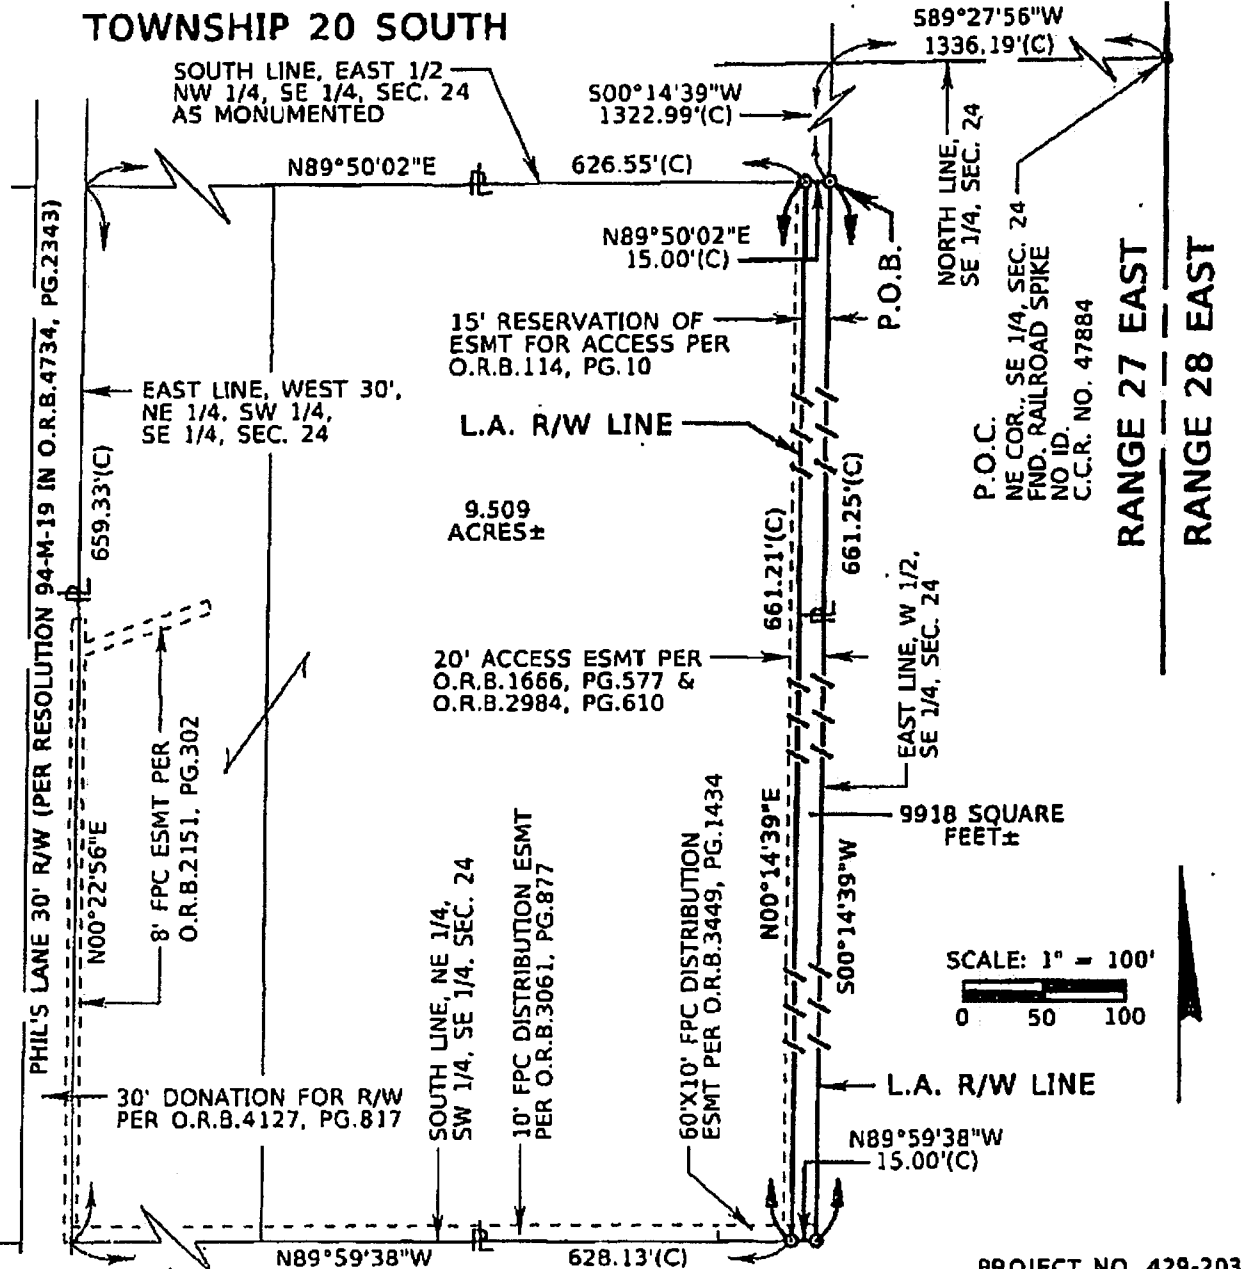 TOWNSHIP 20 SOUTH
S89°27'56"W
1336.19'(C)
SOUTH LINE, EAST 1/2
NW 1/4, SE 1/4, SEC. 24
AS MONUMENTED
S00°14'39"W
1322.99'(C)
N89°50'02"E
626.55'(C)
N89°50'02"E
15.00'(C)
P.O.B.
NORTH LINE,
SE 1/4, SEC. 24
P.O.C.
NE COR., SE 1/4, SEC. 24
FND. RAILROAD SPIKE
NO ID.
C.C.R. NO. 47884
RANGE 27 EAST
RANGE 28 EAST
15' RESERVATION OF
ESMT FOR ACCESS PER
O.R.B.114, PG.10
PHIL'S LANE 30' R/W (PER RESOLUTION 94-M-19 IN O.R.B.4734, PG.2343)
EAST LINE, WEST 30',
NE 1/4, SW 1/4,
SE 1/4, SEC. 24
L.A. R/W LINE
659.33'(C)
9.509
ACRES±
661.21'(C)
661.25'(C)
EAST LINE, W 1/2,
SE 1/4, SEC. 24
20' ACCESS ESMT PER
O.R.B.1666, PG.577 &
O.R.B.2984, PG.610
N00°22'56"E
8' FPC ESMT PER
O.R.B.2151, PG.302
SOUTH LINE, NE 1/4,
SW 1/4, SE 1/4, SEC. 24
10' FPC DISTRIBUTION ESMT
PER O.R.B.3061, PG.877
60'X10' FPC DISTRIBUTION
ESMT PER O.R.B.3449, PG.1434
N00°14'39"E
S00°14'39"W
9918 SQUARE
FEET±
SCALE: 1" = 100'
0 50 100
30' DONATION FOR R/W
PER O.R.B.4127, PG.817
L.A. R/W LINE
N89°59'38"W
15.00'(C)
N89°59'38"W
628.13'(C)
PROJECT NO. 429-203